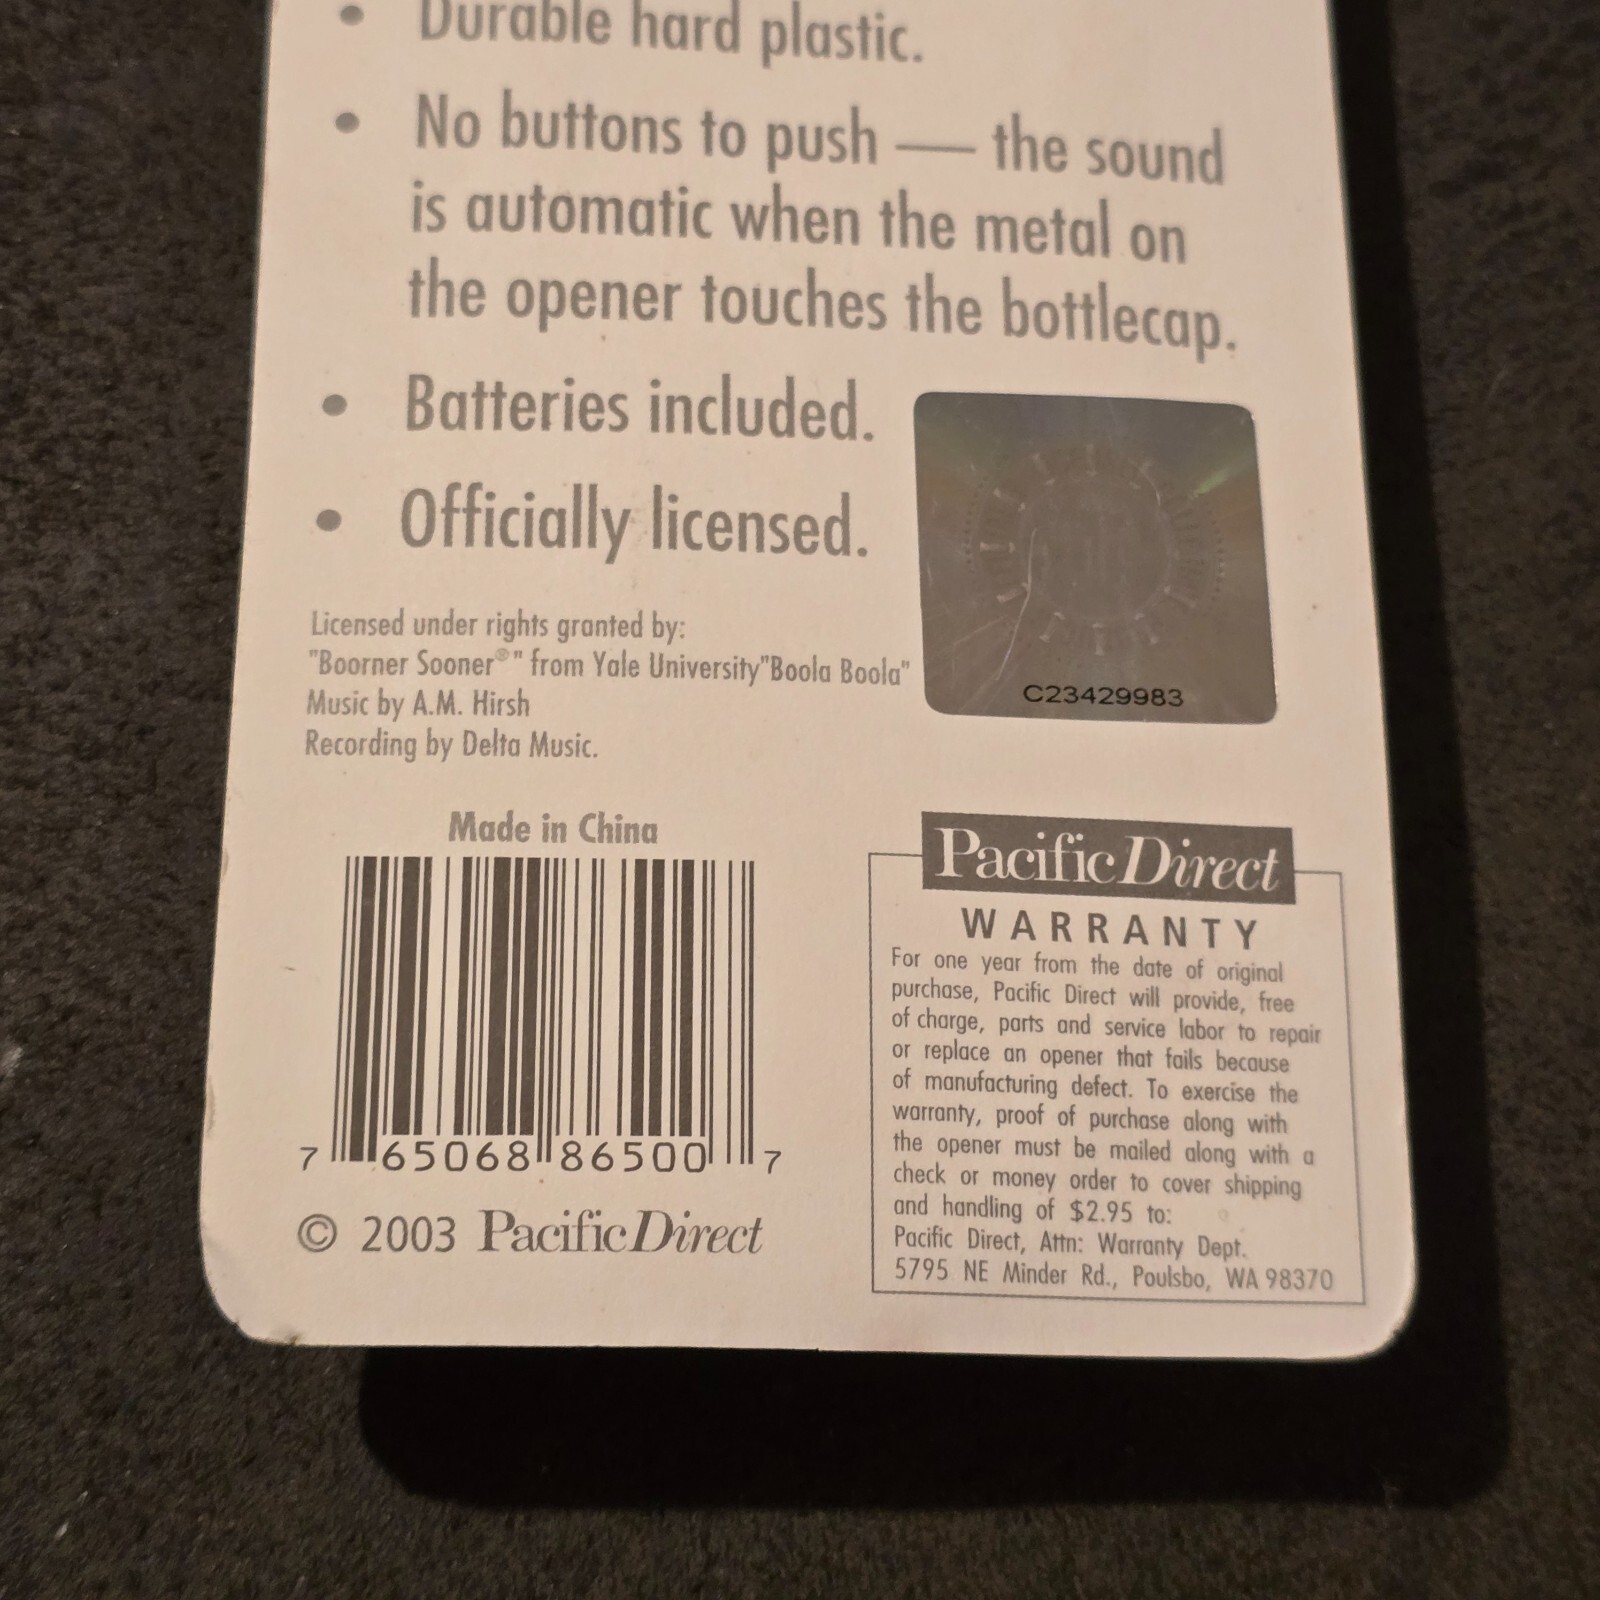 • Durable hard plastic.
• No buttons to push — the sound
is automatic when the metal on
the opener touches the bottlecap.
• Batteries included.
• Officially licensed.
Licensed under rights granted by:
"Boorner Sooner®" from Yale University"Boola Boola"
Music by A.M. Hirsh
Recording by Delta Music.
C23429983
Made in China
7 65068 86500 7
© 2003 Pacific Direct
Pacific Direct
WARRANTY
For one year from the date of original
purchase, Pacific Direct will provide, free
of charge, parts and service labor to repair
or replace an opener that fails because
of manufacturing defect. To exercise the
warranty, proof of purchase along with
the opener must be mailed along with a
check or money order to cover shipping
and handling of $2.95 to:
Pacific Direct, Attn: Warranty Dept.
5795 NE Minder Rd., Poulsbo, WA 98370